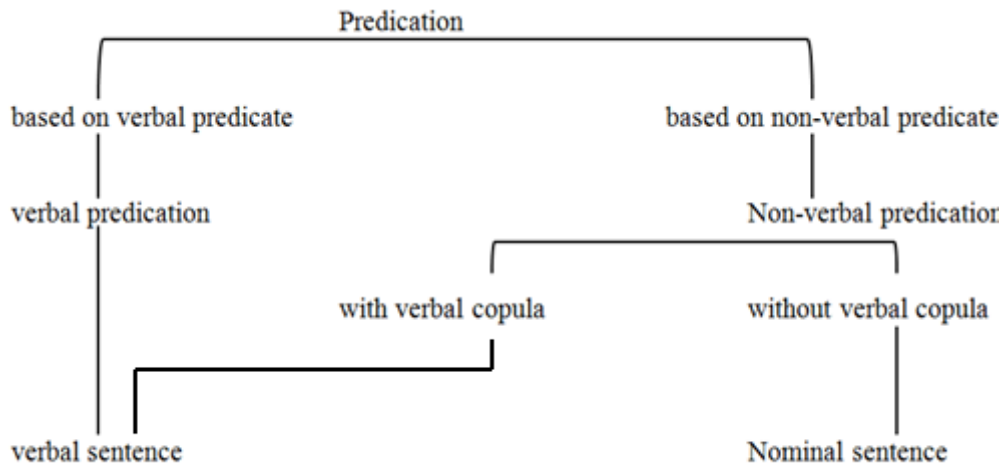 Predication
based on verbal predicate
based on non-verbal predicate
verbal predication
Non-verbal predication
with verbal copula
without verbal copula
verbal sentence
Nominal sentence